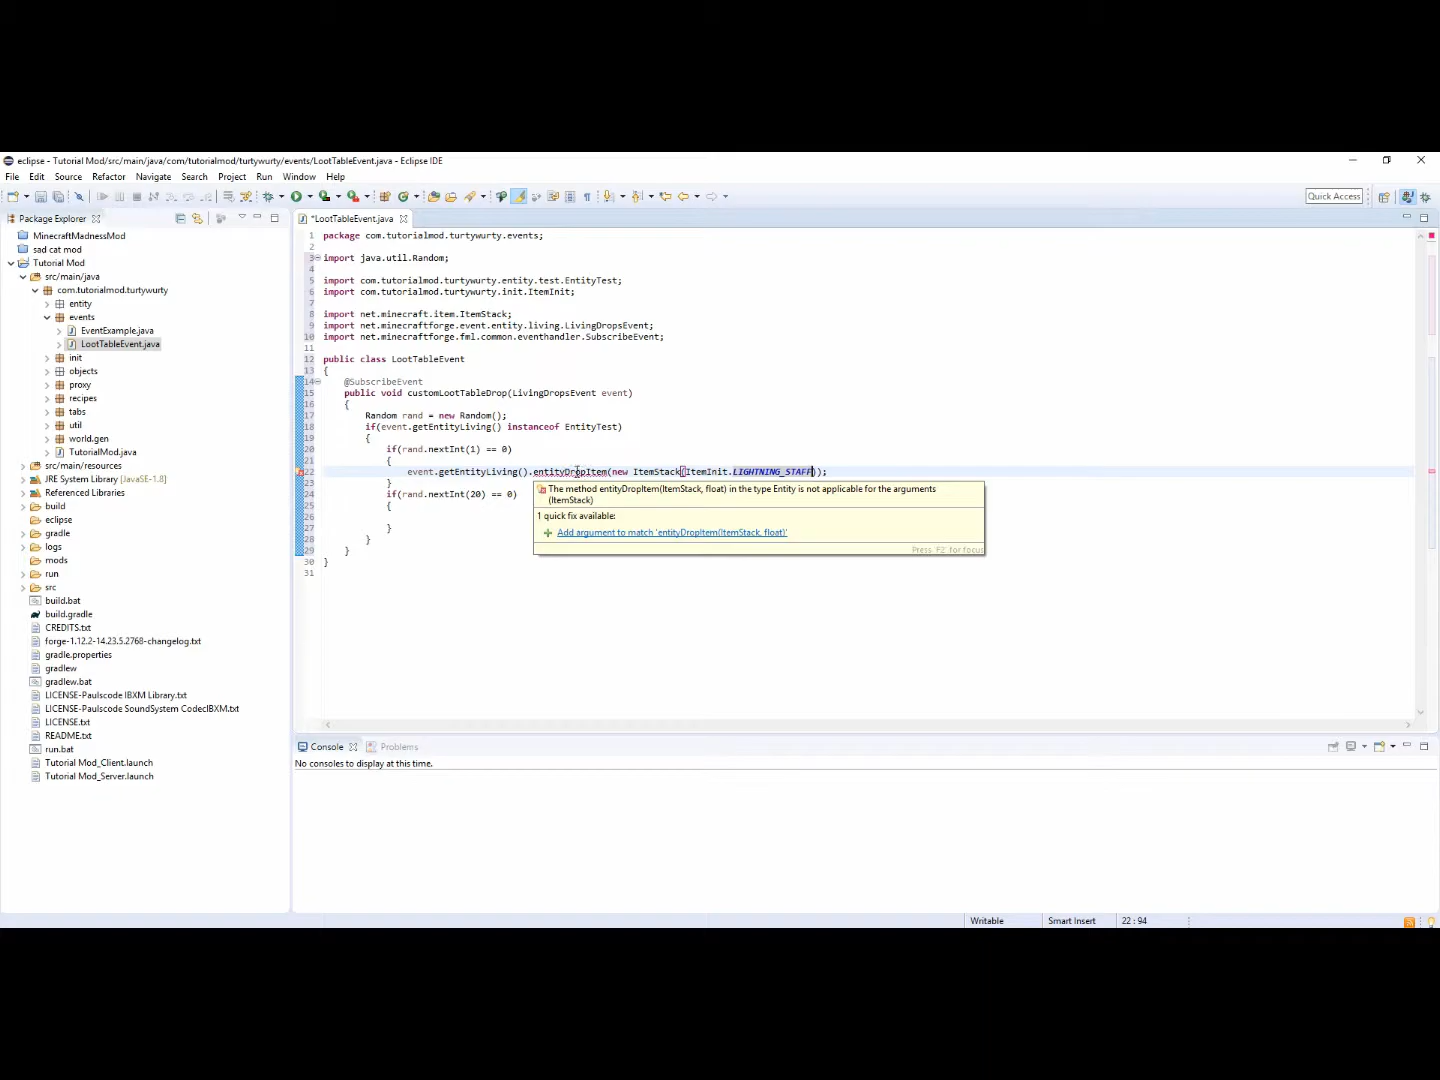 eclipse - Tutorial Mod/src/main/java/com/tutorialmod/turtywurty/events/LootTableEvent.java - Eclipse IDE
File Edit Source Refactor Navigate Search Project Run Window Help
Quick Access
Package Explorer
*LootTableEvent.java
MinecraftMadnessMod
sad cat mod
Tutorial Mod
src/main/java
com.tutorialmod.turtywurty
entity
events
EventExample.java
LootTableEvent.java
init
objects
proxy
recipes
tabs
util
world.gen
TutorialMod.java
src/main/resources
JRE System Library [JavaSE-1.8]
Referenced Libraries
build
eclipse
gradle
logs
mods
run
src
build.bat
build.gradle
CREDITS.txt
forge-1.12.2-14.23.5.2768-changelog.txt
gradle.properties
gradlew
gradlew.bat
LICENSE-Paulscode IBXM Library.txt
LICENSE-Paulscode SoundSystem CodecIBXM.txt
LICENSE.txt
README.txt
run.bat
Tutorial Mod_Client.launch
Tutorial Mod_Server.launch
1 package com.tutorialmod.turtywurty.events;
2
3 import java.util.Random;
4
5 import com.tutorialmod.turtywurty.entity.test.EntityTest;
6 import com.tutorialmod.turtywurty.init.ItemInit;
7
8 import net.minecraft.item.ItemStack;
9 import net.minecraftforge.event.entity.living.LivingDropsEvent;
10 import net.minecraftforge.fml.common.eventhandler.SubscribeEvent;
11
12 public class LootTableEvent
13 {
14 @SubscribeEvent
15 public void customLootTableDrop(LivingDropsEvent event)
16 {
17 Random rand = new Random();
18 if(event.getEntityLiving() instanceof EntityTest)
19 {
20 if(rand.nextInt(1) == 0)
21 {
22 event.getEntityLiving().entityDropItem(new ItemStack(ItemInit.LIGHTNING_STAFF));
23 }
24 if(rand.nextInt(20) == 0)
25 {
26
27 }
28 }
29 }
30 }
31
The method entityDropItem(ItemStack, float) in the type Entity is not applicable for the arguments
(ItemStack)
1 quick fix available:
Add argument to match 'entityDropItem(ItemStack, float)'
Press 'F2' for focus
Console Problems
No consoles to display at this time.
Writable Smart Insert 22 : 94